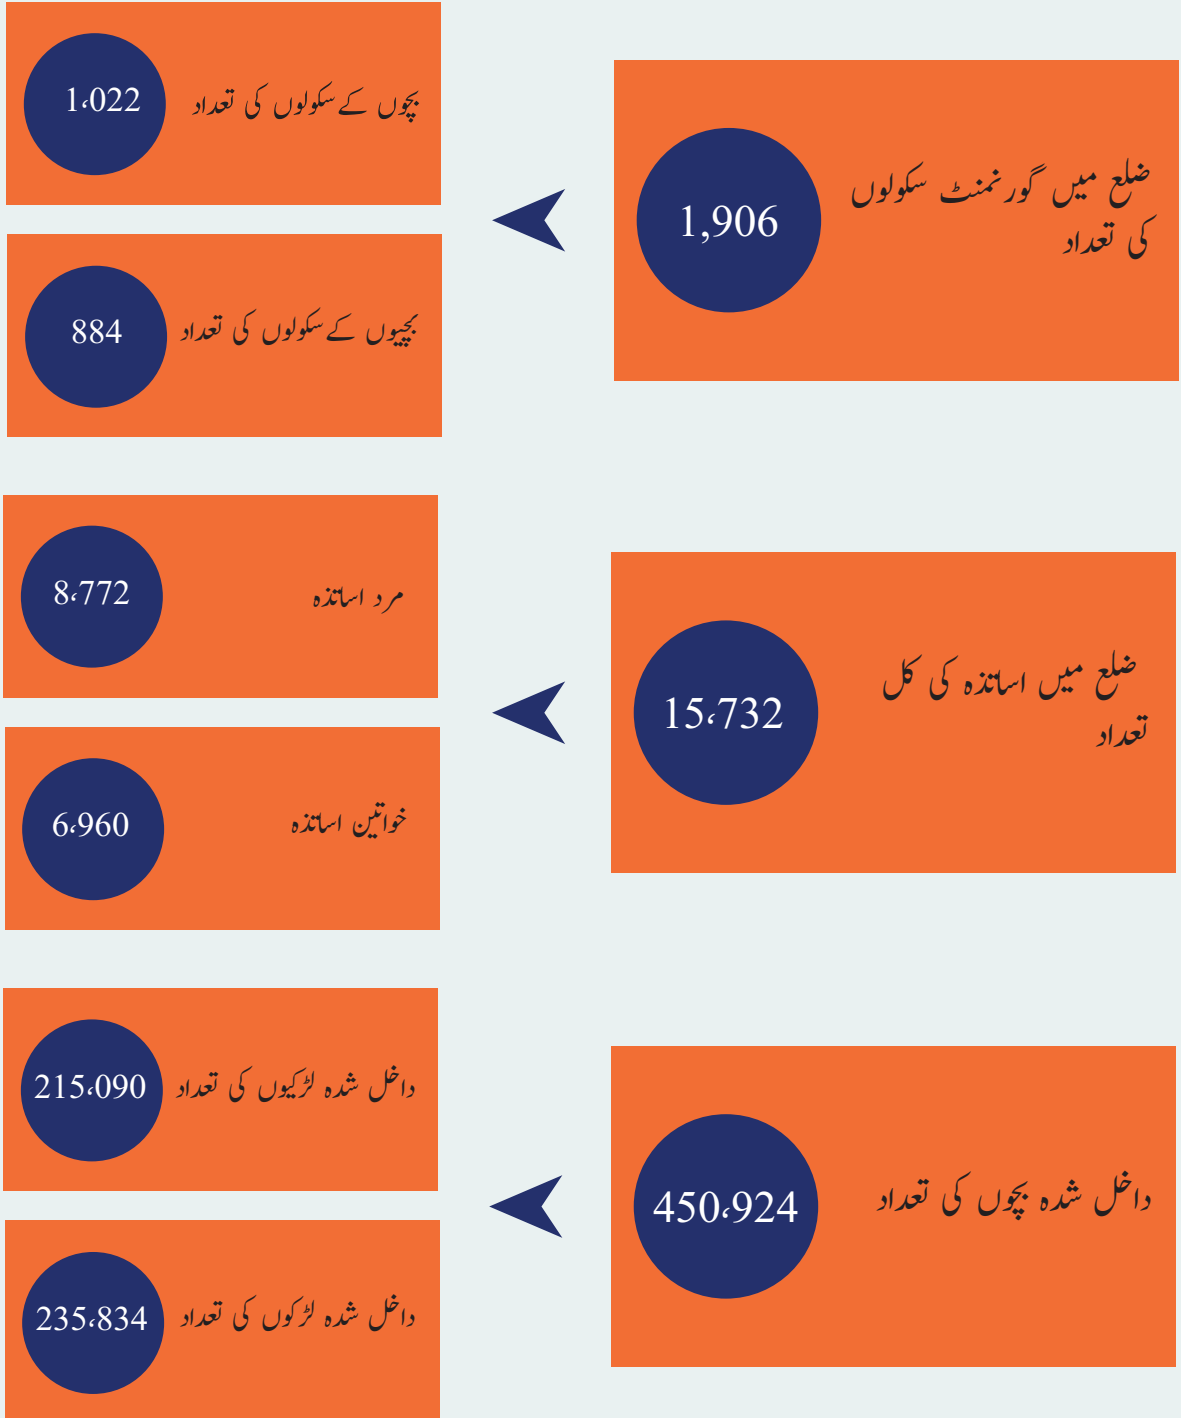 ضلع میں گورنمنٹ سکولوں
کی تعداد
1,906
بچوں کے سکولوں کی تعداد
1،022
بچیوں کے سکولوں کی تعداد
884
ضلع میں اساتذہ کی کل
تعداد
15،732
مرد اساتذہ
8،772
خواتین اساتذہ
6،960
داخل شدہ بچوں کی تعداد
450،924
داخل شدہ لڑکیوں کی تعداد
215،090
داخل شدہ لڑکوں کی تعداد
235،834